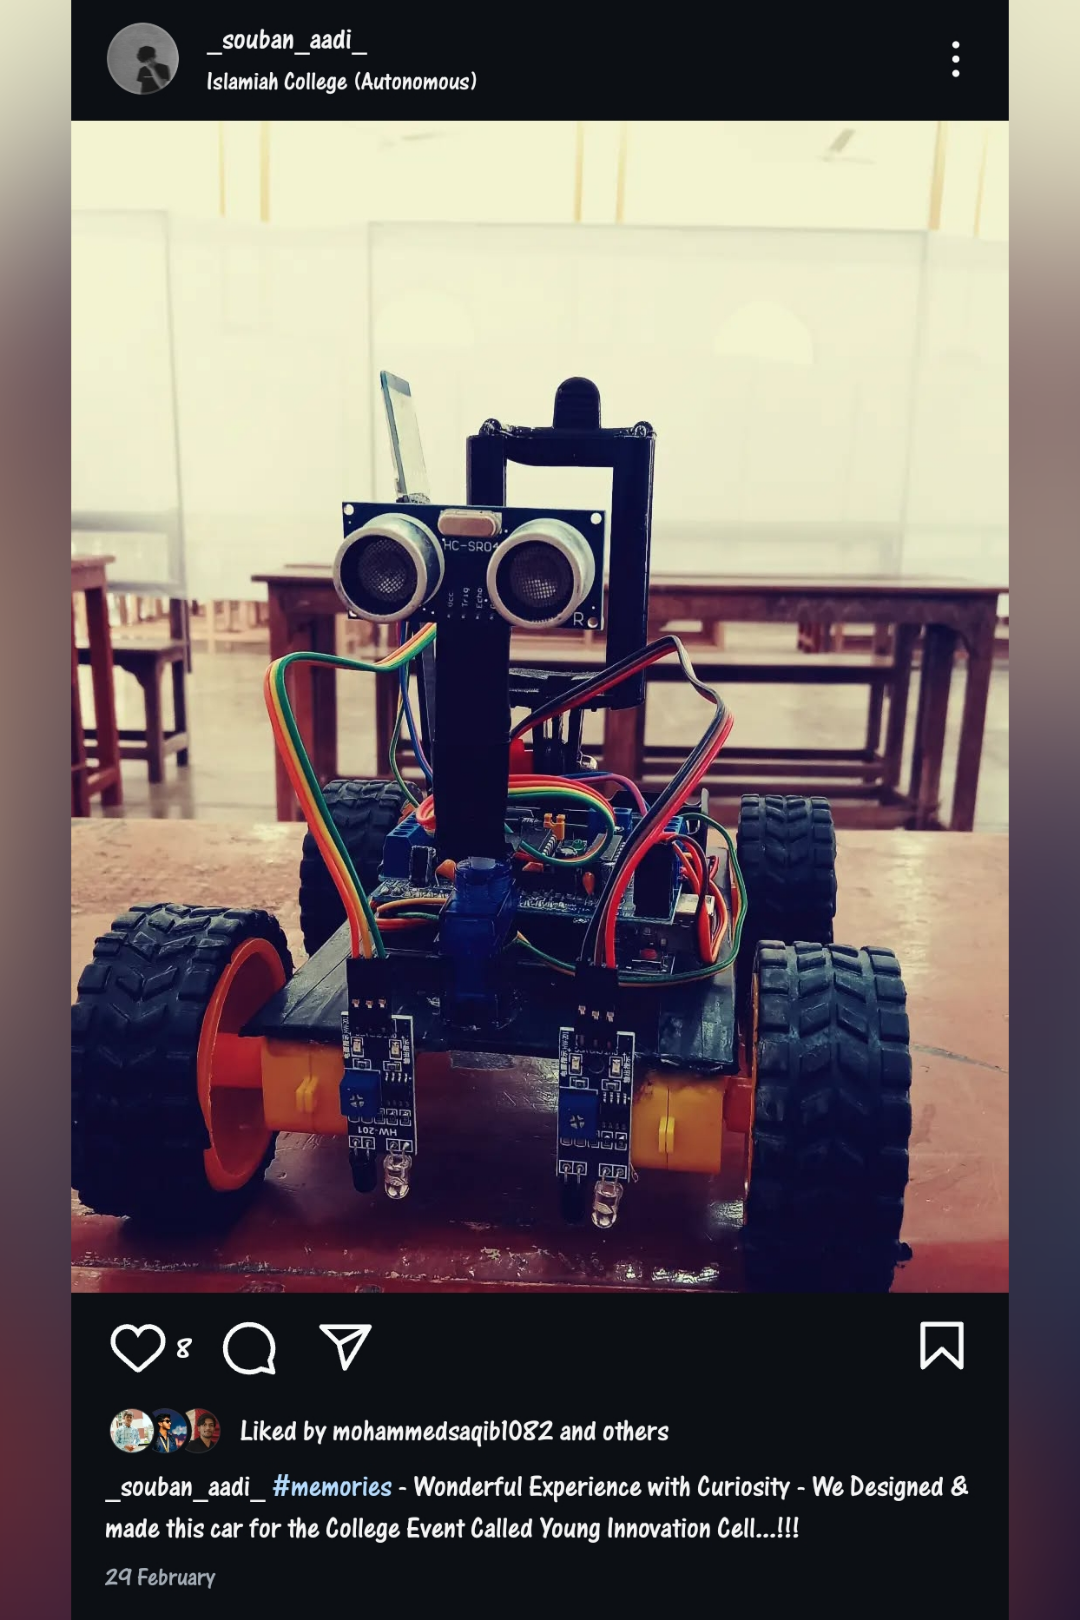 _souban_aadi_
Islamiah College (Autonomous)
HC-SR04
Vcc
Trig
Echo
R
HW-201
8
Liked by mohammedsaqib1082 and others
_souban_aadi_ #memories - Wonderful Experience with Curiosity - We Designed &
made this car for the College Event Called Young Innovation Cell...!!!
29 February